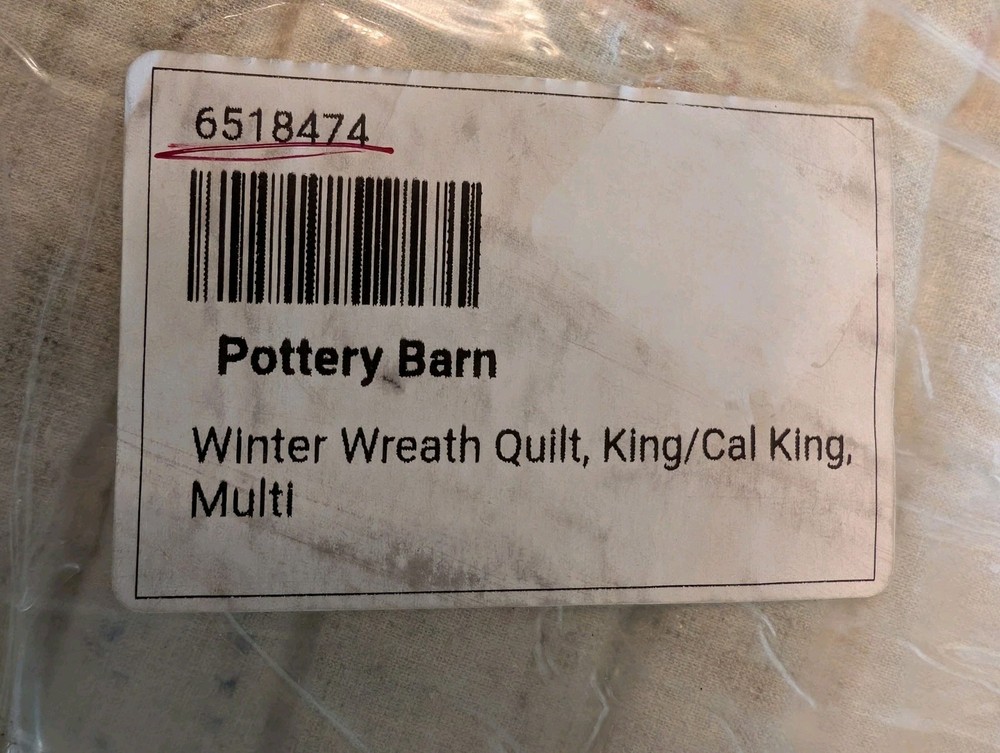 6518474
Pottery Barn
Winter Wreath Quilt, King/Cal King,
Multi